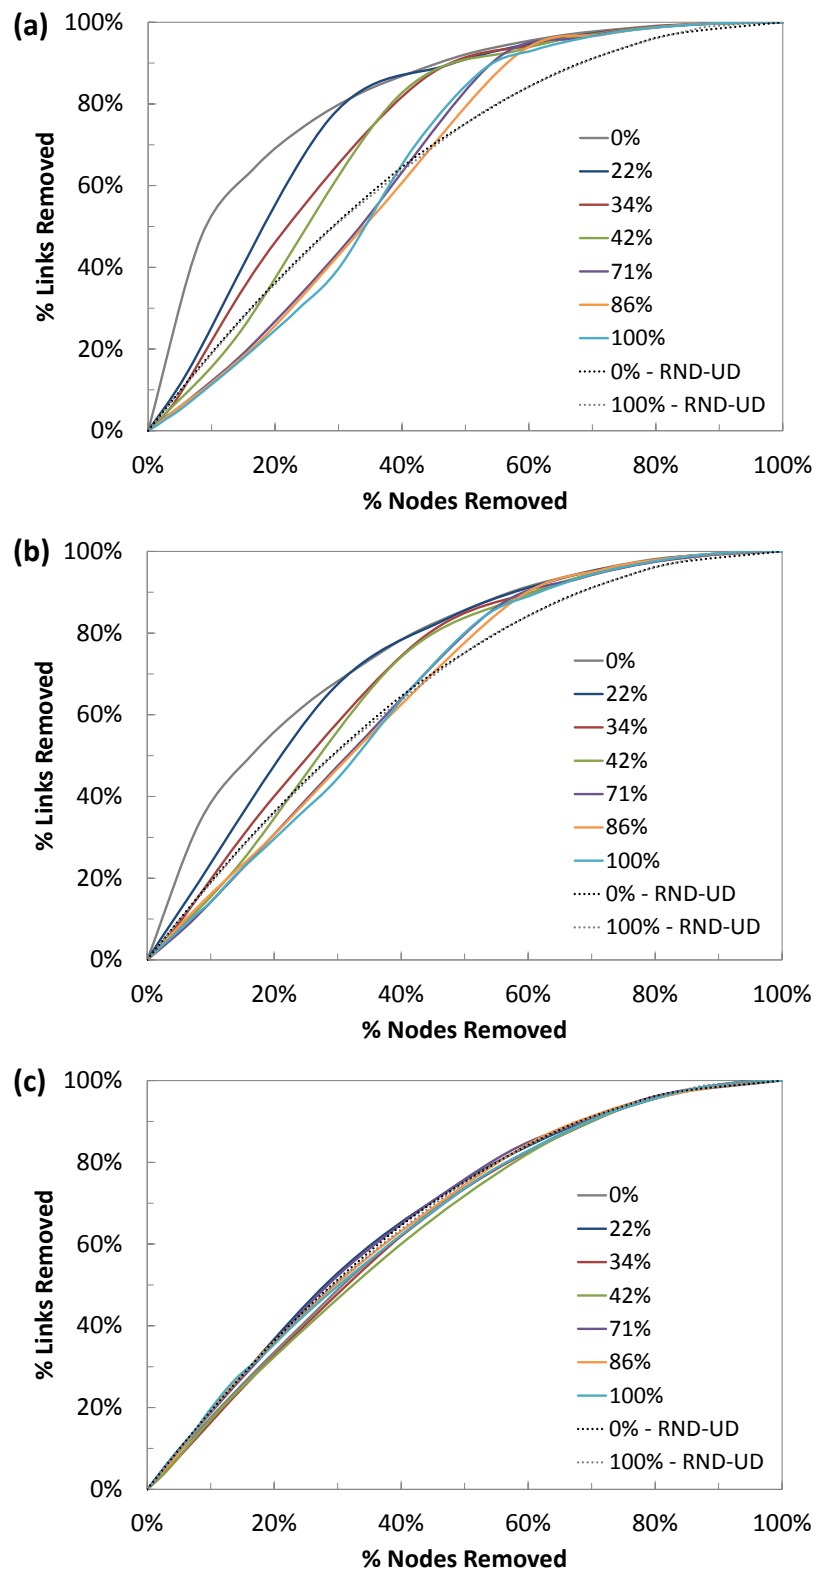 (a)
100%
80%
60%
40%
20%
0%
% Links Removed
0%
22%
34%
42%
71%
86%
100%
0% - RND-UD
100% - RND-UD
0% 20% 40% 60% 80% 100%
% Nodes Removed
(b)
100%
80%
60%
40%
20%
0%
% Links Removed
0%
22%
34%
42%
71%
86%
100%
0% - RND-UD
100% - RND-UD
0% 20% 40% 60% 80% 100%
% Nodes Removed
(c)
100%
80%
60%
40%
20%
0%
% Links Removed
0%
22%
34%
42%
71%
86%
100%
0% - RND-UD
100% - RND-UD
0% 20% 40% 60% 80% 100%
% Nodes Removed